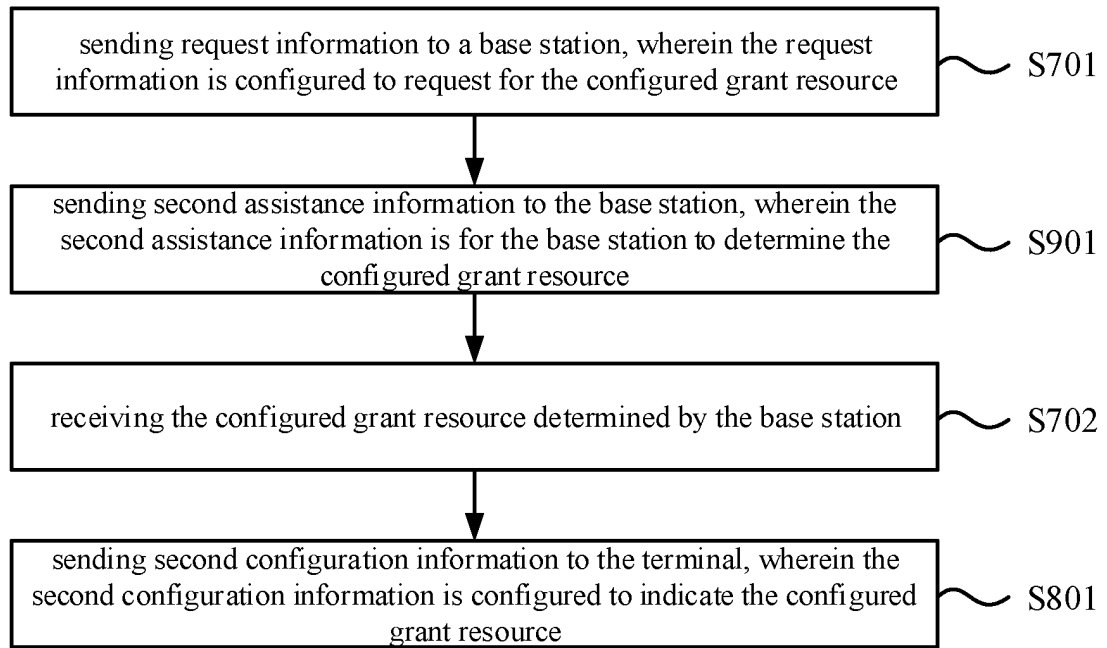 sending request information to a base station, wherein the request
information is configured to request for the configured grant resource
S701
sending second assistance information to the base station, wherein the
second assistance information is for the base station to determine the
configured grant resource
S901
receiving the configured grant resource determined by the base station
S702
sending second configuration information to the terminal, wherein the
second configuration information is configured to indicate the configured
grant resource
S801